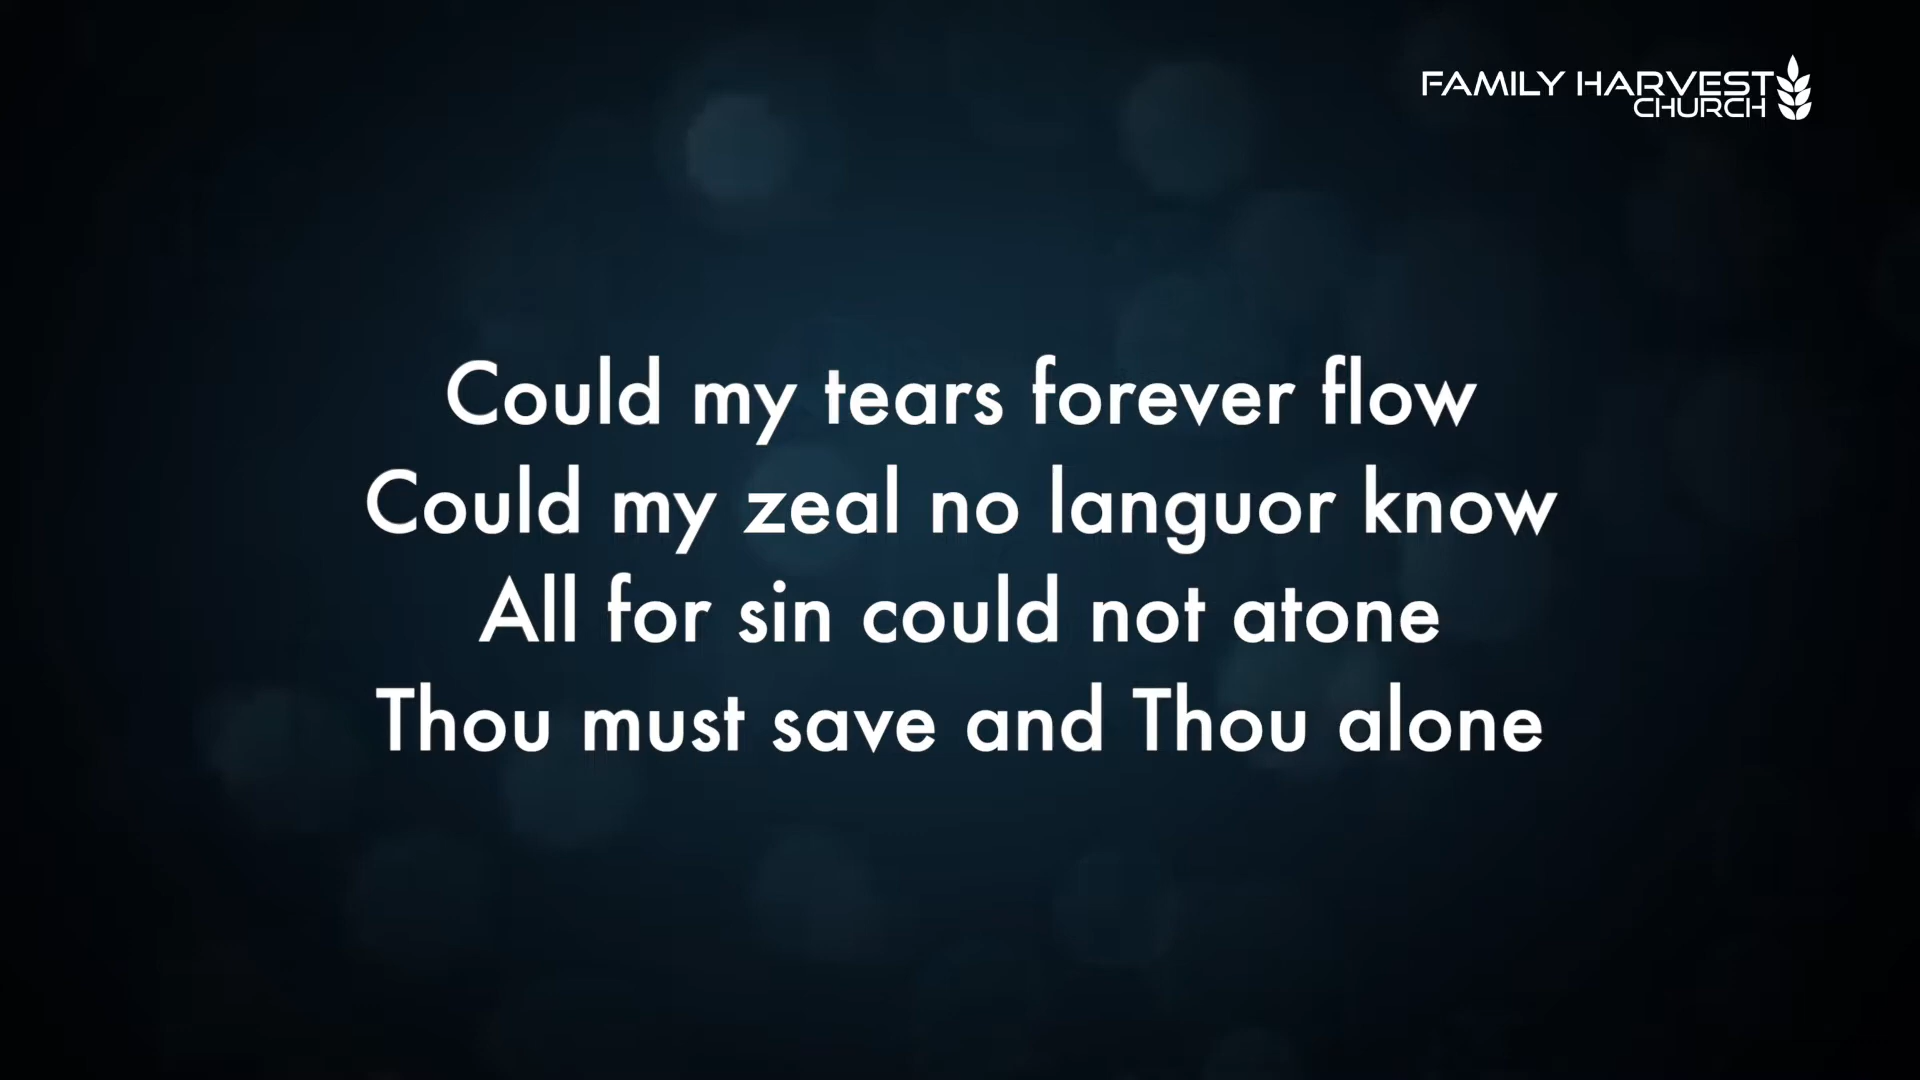 FAMILY HARVEST
CHURCH
Could my tears forever flow
Could my zeal no languor know
All for sin could not atone
Thou must save and Thou alone